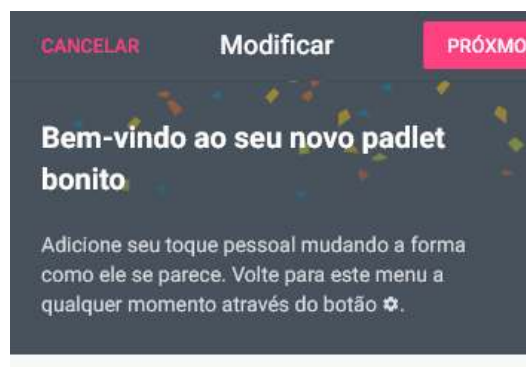 CANCELAR Modificar PRÓXMO
Bem-vindo ao seu novo padlet
bonito
Adicione seu toque pessoal mudando a forma
como ele se parece. Volte para este menu a
qualquer momento através do botão ⚙.